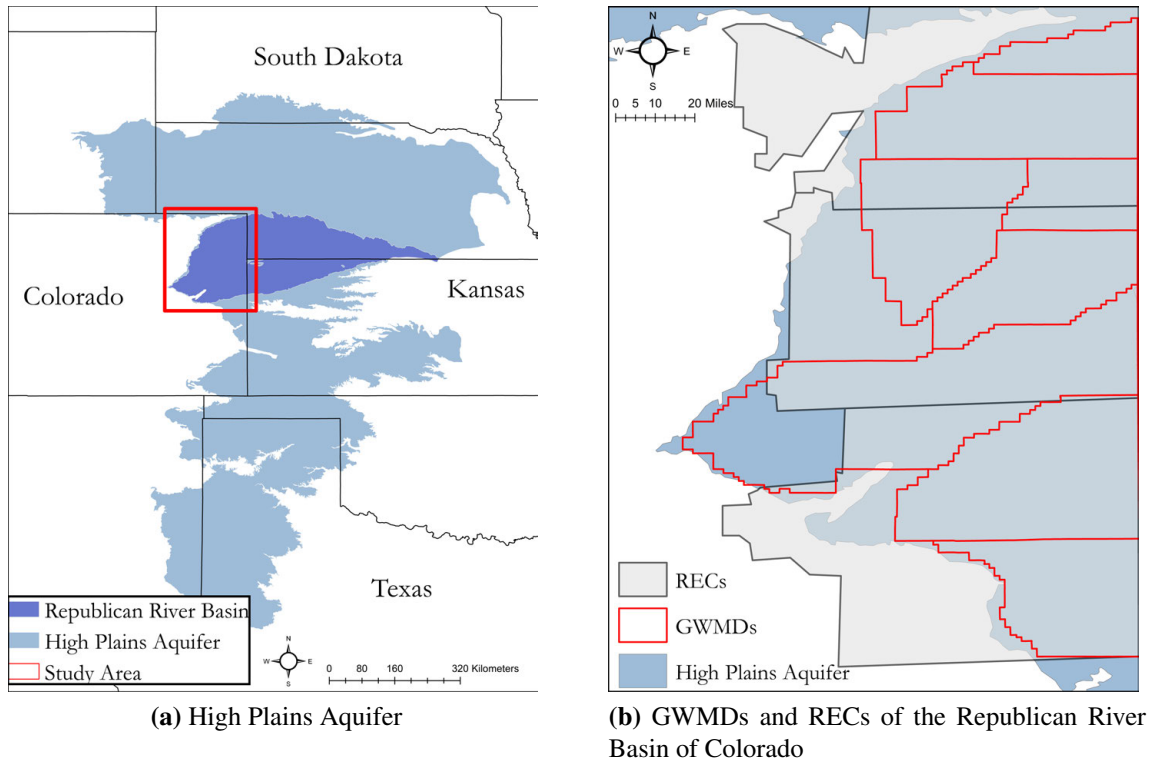 South Dakota
Colorado
Kansas
Texas
Republican River Basin
High Plains Aquifer
Study Area
N
W E
S
0 80 160 320 Kilometers
(a) High Plains Aquifer
N
W E
S
0 5 10 20 Miles
RECs
GWMDs
High Plains Aquifer
(b) GWMDs and RECs of the Republican River
Basin of Colorado